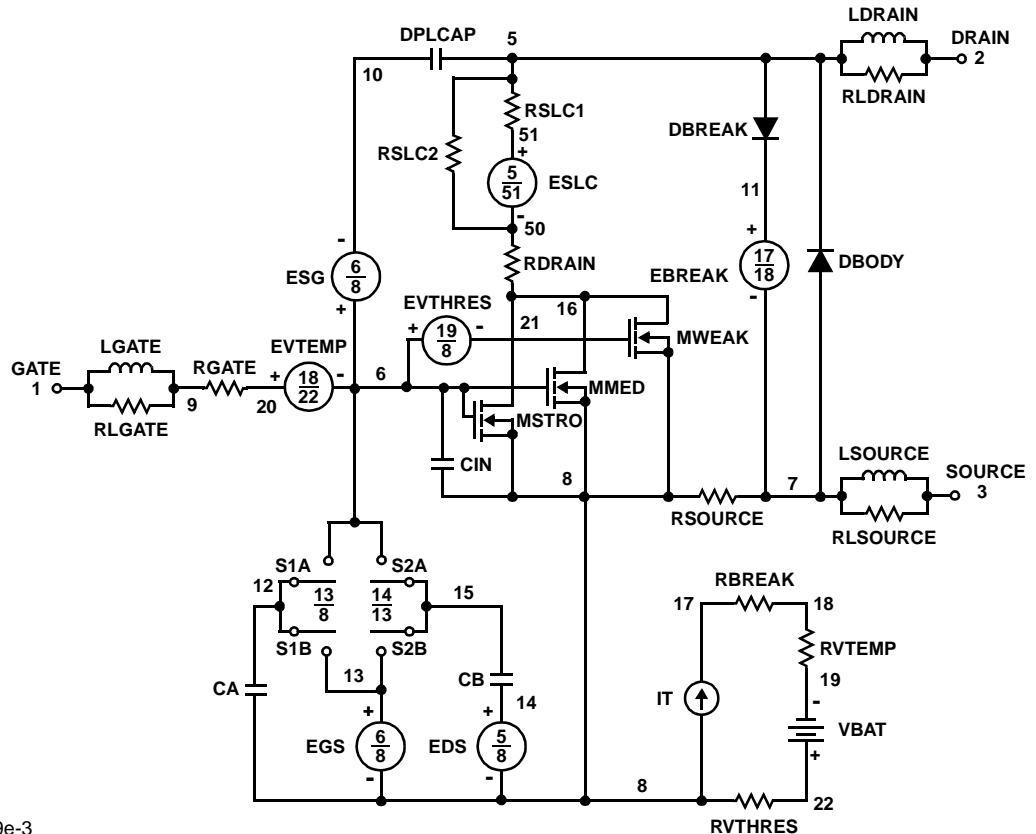 LDRAIN
DPLCAP
5
DRAIN
2
10
RLDRAIN
RSLC1
DBREAK
51
+
RSLC2
5
51
ESLC
11
-
50
-
+
RDRAIN
17
18
6
8
ESG
EBREAK
DBODY
EVTHRES
16
-
+
+
19
8
-
21
MWEAK
LGATE
EVTEMP
GATE
1
RGATE
+
18
22
-
6
MMED
9
20
MSTRO
RLGATE
LSOURCE
CIN
8
7
SOURCE
3
RSOURCE
RLSOURCE
S1A
S2A
12
13
8
14
13
15
RBREAK
17
18
S1B
S2B
RVTEMP
13
CB
19
CA
14
IT
-
+
+
VBAT
EGS
6
8
EDS
5
8
+
-
-
8
22
RVTHRES
9e-3